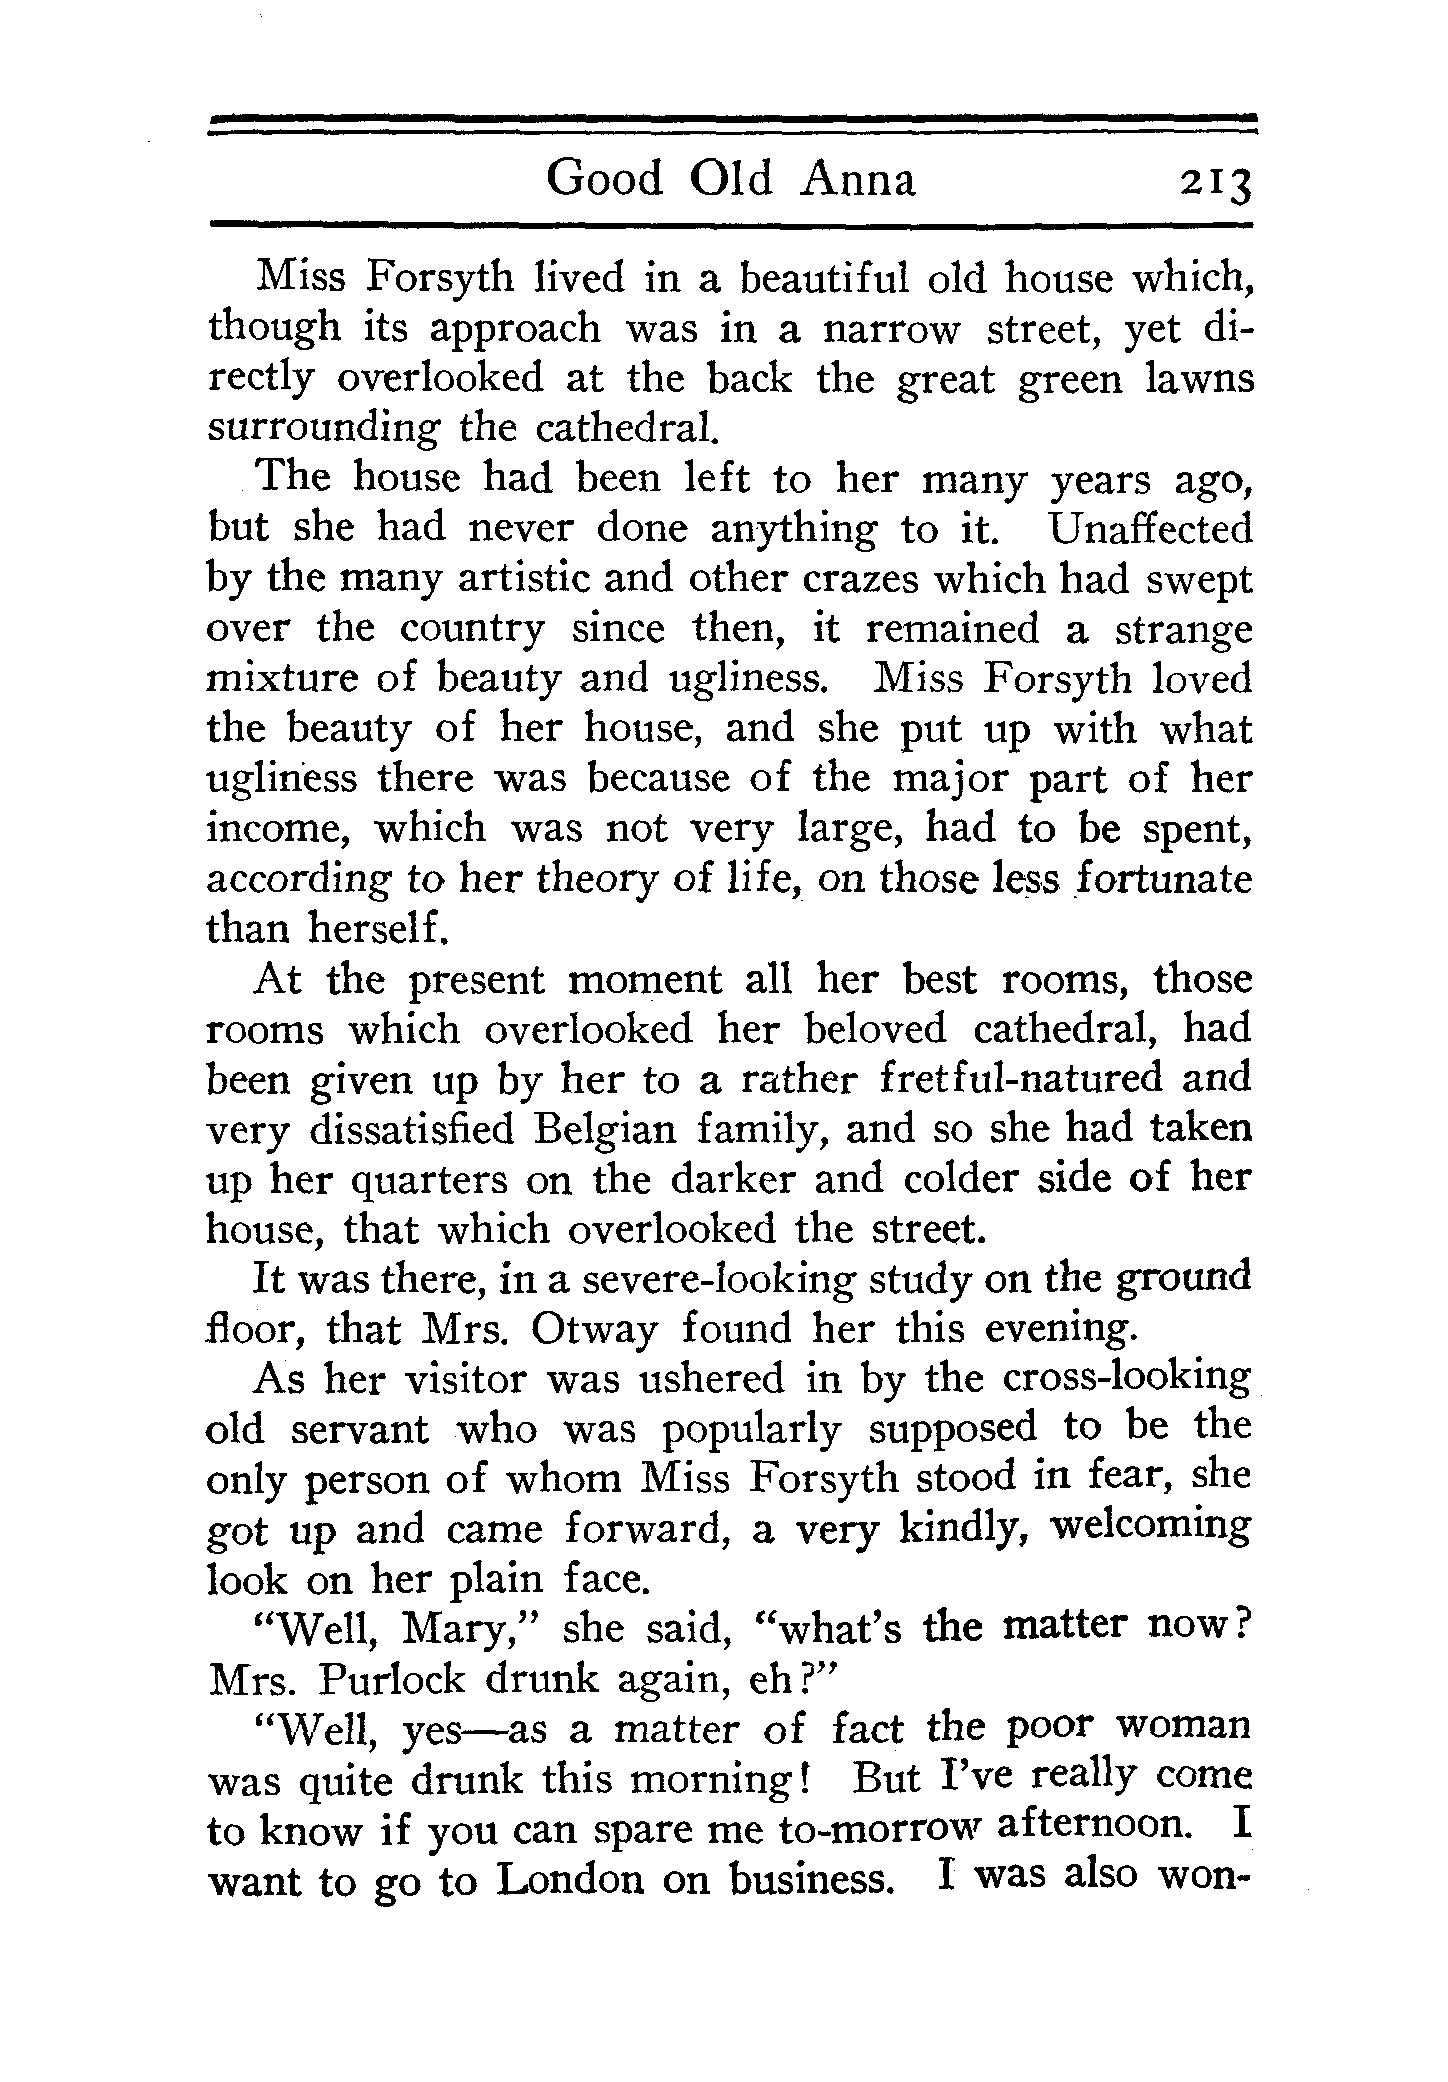 Good Old Anna 213
Miss Forsyth lived in a beautiful old house which,
though its approach was in a narrow street, yet di-
rectly overlooked at the back the great green lawns
surrounding the cathedral.
The house had been left to her many years ago,
but she had never done anything to it. Unaffected
by the many artistic and other crazes which had swept
over the country since then, it remained a strange
mixture of beauty and ugliness. Miss Forsyth loved
the beauty of her house, and she put up with what
ugliness there was because of the major part of her
income, which was not very large, had to be spent,
according to her theory of life, on those less fortunate
than herself.
At the present moment all her best rooms, those
rooms which overlooked her beloved cathedral, had
been given up by her to a rather fretful-natured and
very dissatisfied Belgian family, and so she had taken
up her quarters on the darker and colder side of her
house, that which overlooked the street.
It was there, in a severe-looking study on the ground
floor, that Mrs. Otway found her this evening.
As her visitor was ushered in by the cross-looking
old servant who was popularly supposed to be the
only person of whom Miss Forsyth stood in fear, she
got up and came forward, a very kindly, welcoming
look on her plain face.
“Well, Mary,” she said, “what’s the matter now?
Mrs. Purlock drunk again, eh?”
“Well, yes—as a matter of fact the poor woman
was quite drunk this morning! But I’ve really come
to know if you can spare me to-morrow afternoon. I
want to go to London on business. I was also won-